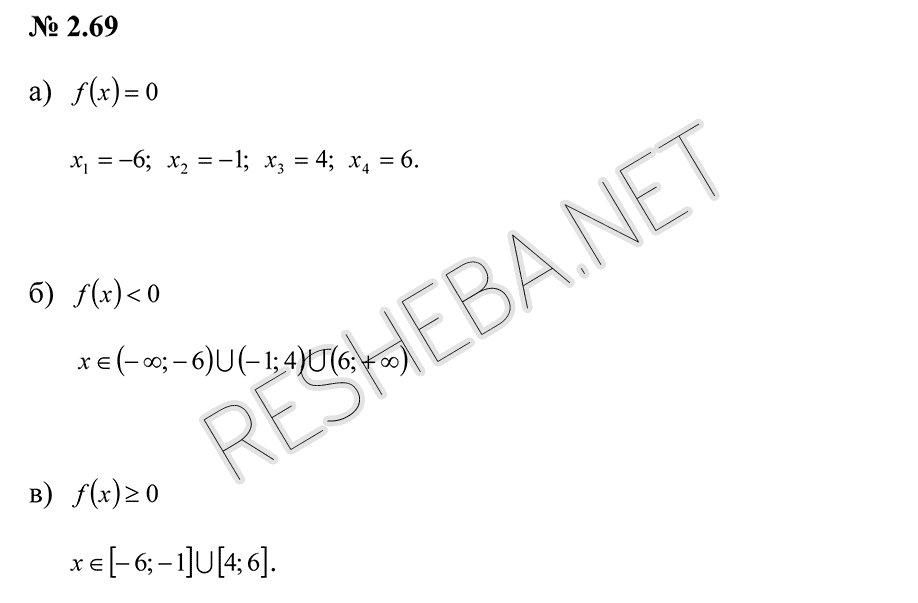 № 2.69
а) f(x) = 0
x₁ = –6; x₂ = –1; x₃ = 4; x₄ = 6.
б) f(x) < 0
x ∈ (– ∞; – 6)∪(– 1; 4)∪(6; + ∞)
в) f(x) ≥ 0
x ∈ [– 6; – 1]∪[4; 6].
RESHEBA.NET